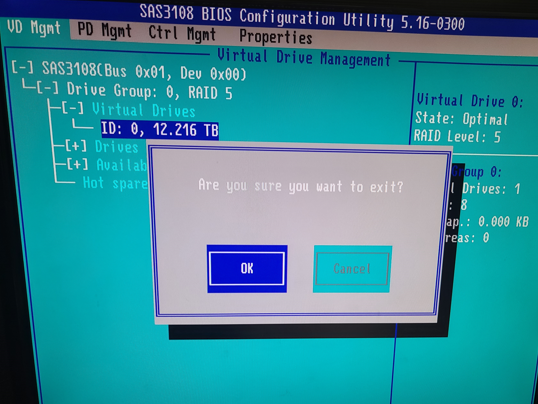 SAS3108 BIOS Configuration Utility 5.16-0300
VD Mgmt PD Mgmt Ctrl Mgmt Properties
Virtual Drive Management
[-] SAS3108(Bus 0x01, Dev 0x00)
[-] Drive Group: 0, RAID 5
[-] Virtual Drives
ID: 0, 12.216 TB
[+] Drives
[+] Availab
Hot spare
Virtual Drive 0:
State: Optimal
RAID Level: 5
oup 0:
l Drives: 1
: 8
ap.: 0.000 KB
reas: 0
Are you sure you want to exit?
OK
Cancel